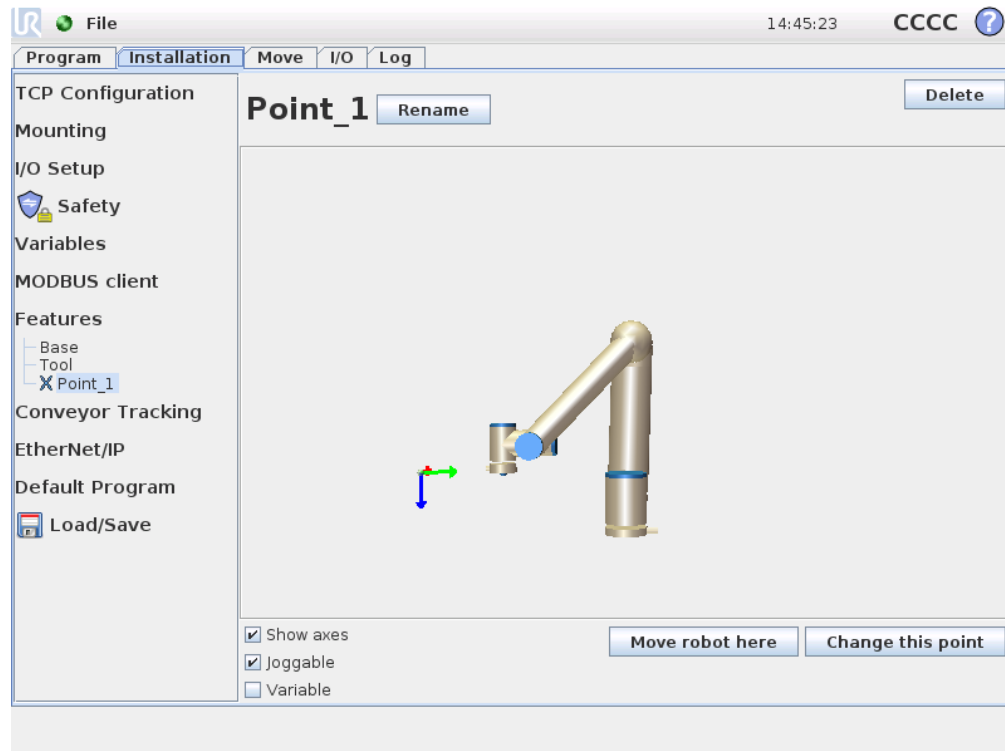 UR File 14:45:23 CCCC ?
Program Installation Move I/O Log
TCP Configuration
Mounting
I/O Setup
Safety
Variables
MODBUS client
Features
Base
Tool
Point_1
Conveyor Tracking
EtherNet/IP
Default Program
Load/Save
Point_1 Rename Delete
Show axes
Joggable
Variable
Move robot here Change this point